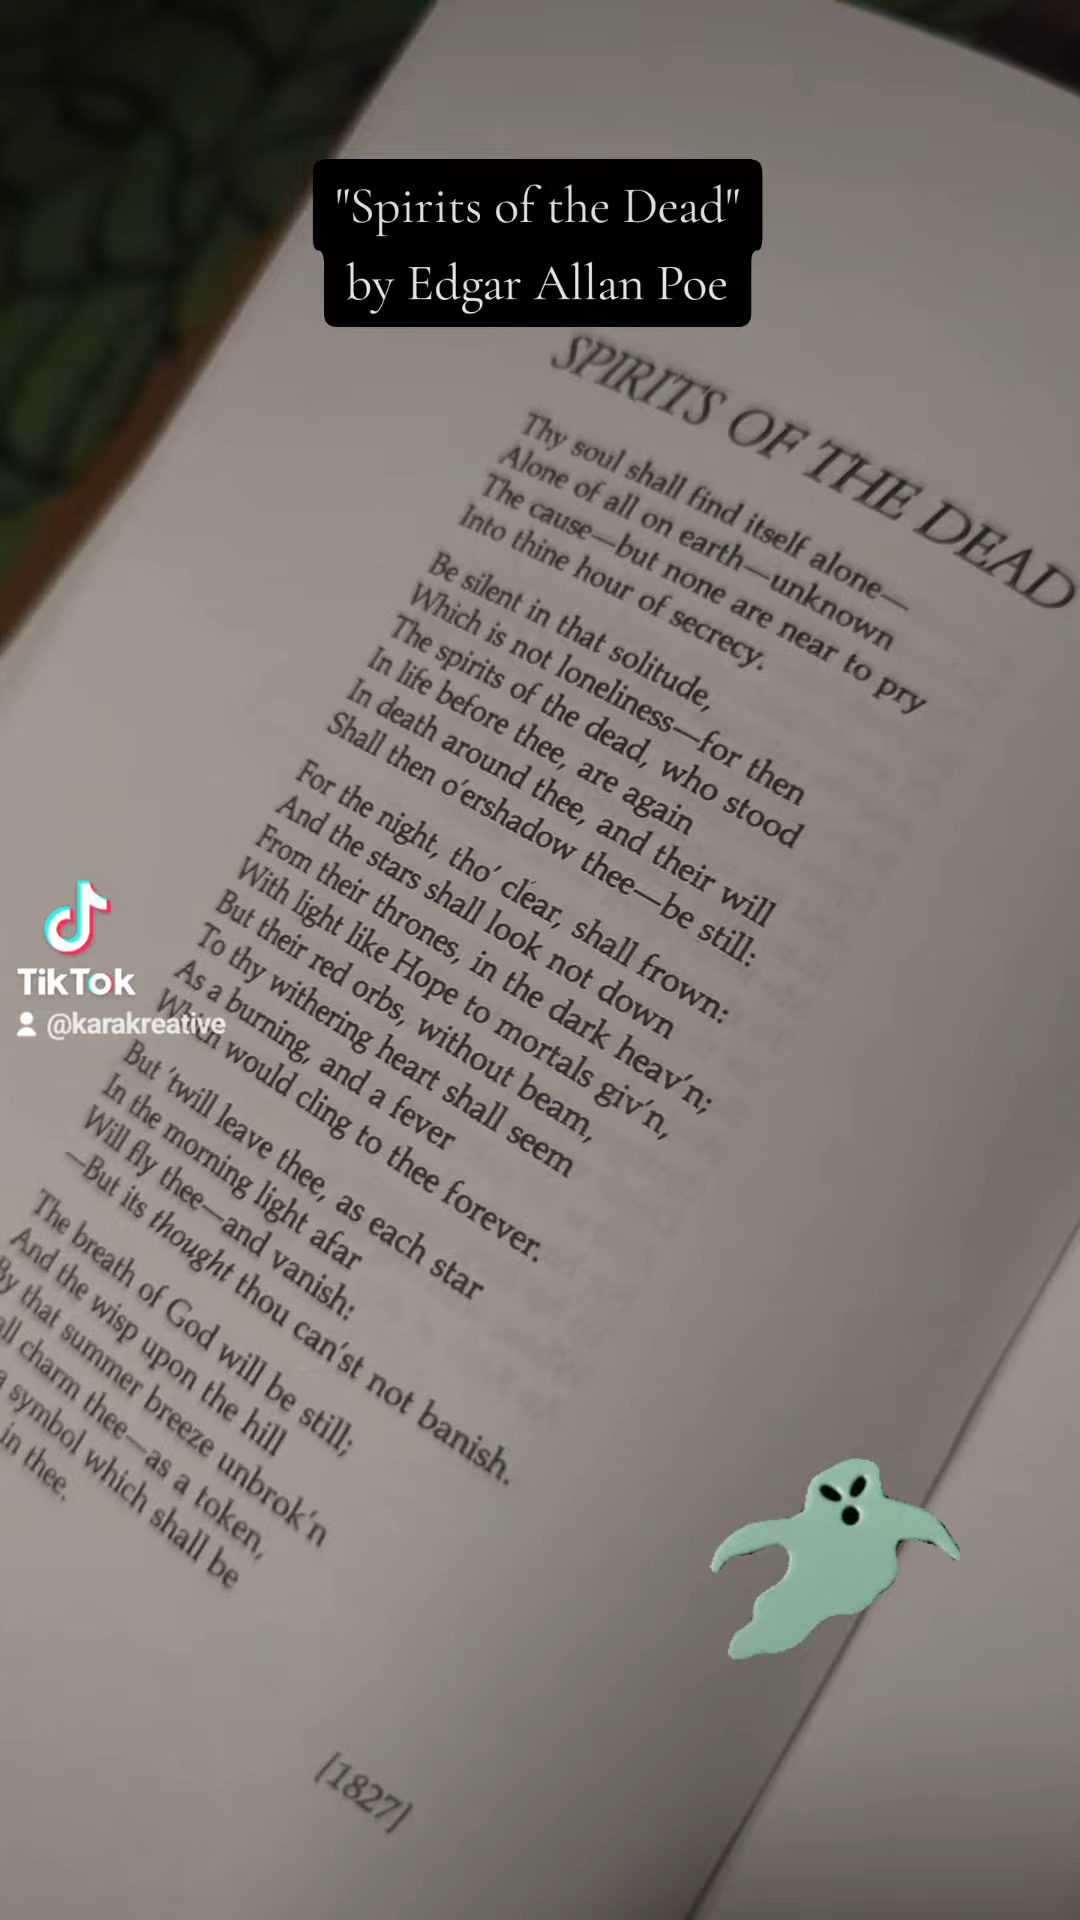 "Spirits of the Dead"
by Edgar Allan Poe
SPIRITS OF THE DEAD
Thy soul shall find itself alone—
Alone of all on earth—unknown
The cause—but none are near to pry
Into thine hour of secrecy.
Be silent in that solitude,
Which is not loneliness—for then
The spirits of the dead, who stood
In life before thee, are again
In death around thee, and their will
Shall then o'ershadow thee—be still:
For the night, tho' clear, shall frown:
And the stars shall look not down
From their thrones, in the dark heav'n;
With light like Hope to mortals giv'n,
But their red orbs, without beam,
To thy withering heart shall seem
As a burning, and a fever
Which would cling to thee forever.
But 'twill leave thee, as each star
In the morning light afar
Will fly thee—and vanish:
—But its thought thou can'st not banish.
The breath of God will be still;
And the wisp upon the hill
By that summer breeze unbrok'n
all charm thee—as a token,
a symbol which shall be
in thee.
[1827]
TikTok
@karakreative